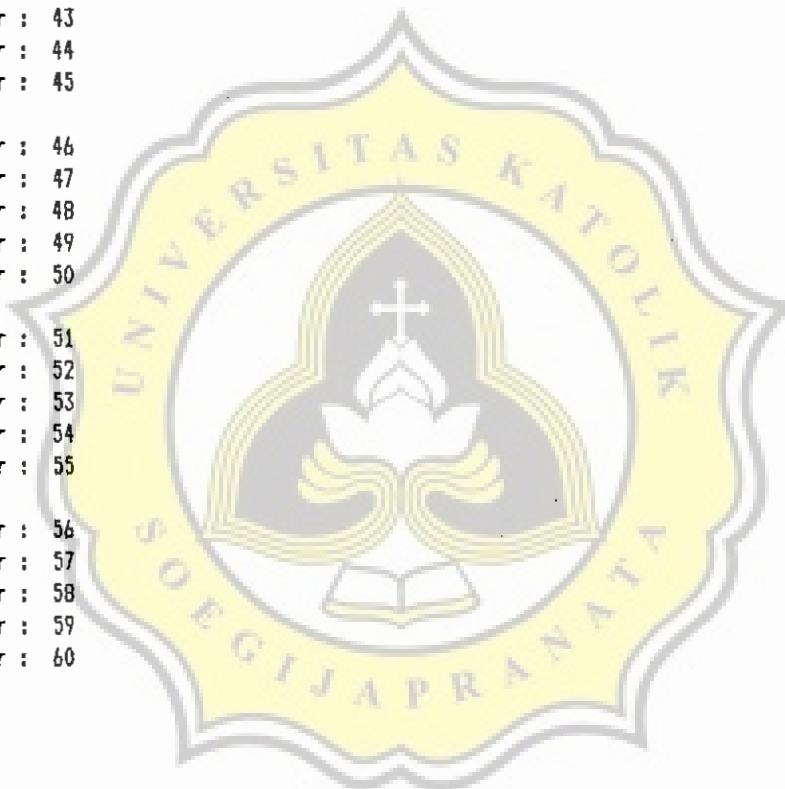 r : 43
r : 44
r : 45
r : 46
r : 47
r : 48
r : 49
r : 50
r : 51
r : 52
r : 53
r : 54
r : 55
r : 56
r : 57
r : 58
r : 59
r : 60
UNIVERSITAS KATOLIK
SOEGIJAPRANATA